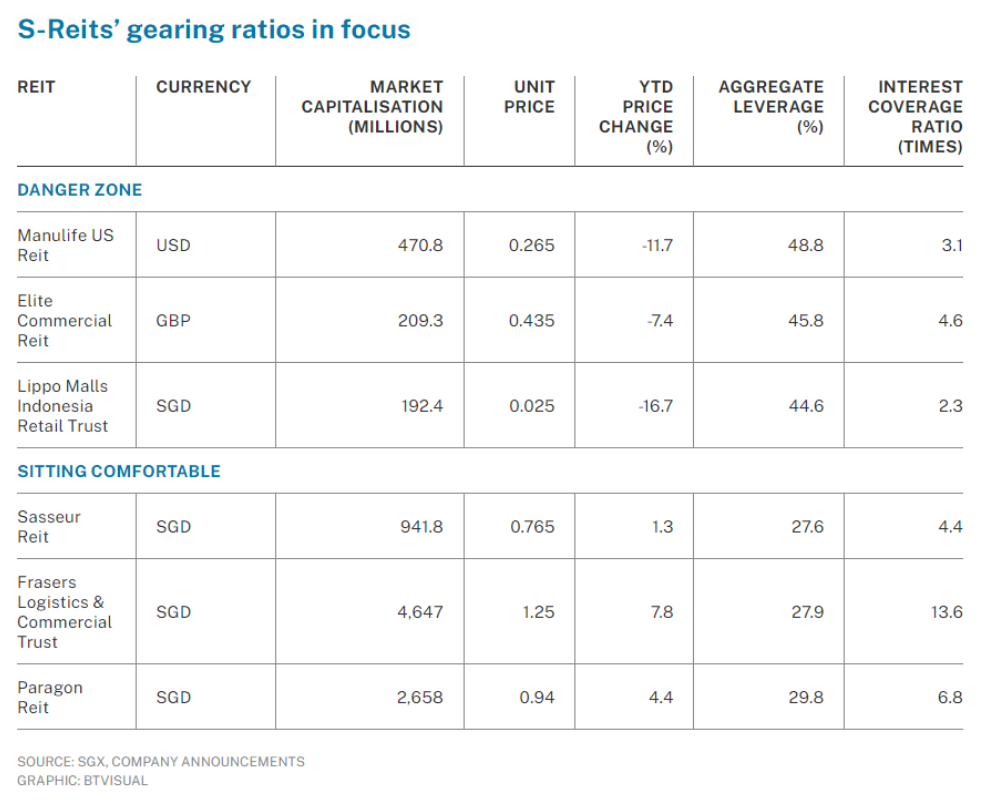 S-Reits’ gearing ratios in focus
REIT CURRENCY MARKET CAPITALISATION (MILLIONS) UNIT PRICE YTD PRICE CHANGE (%) AGGREGATE LEVERAGE (%) INTEREST COVERAGE RATIO (TIMES)
DANGER ZONE
Manulife US Reit USD 470.8 0.265 -11.7 48.8 3.1
Elite Commercial Reit GBP 209.3 0.435 -7.4 45.8 4.6
Lippo Malls Indonesia Retail Trust SGD 192.4 0.025 -16.7 44.6 2.3
SITTING COMFORTABLE
Sasseur Reit SGD 941.8 0.765 1.3 27.6 4.4
Frasers Logistics & Commercial Trust SGD 4,647 1.25 7.8 27.9 13.6
Paragon Reit SGD 2,658 0.94 4.4 29.8 6.8
SOURCE: SGX, COMPANY ANNOUNCEMENTS
GRAPHIC: BTVISUAL